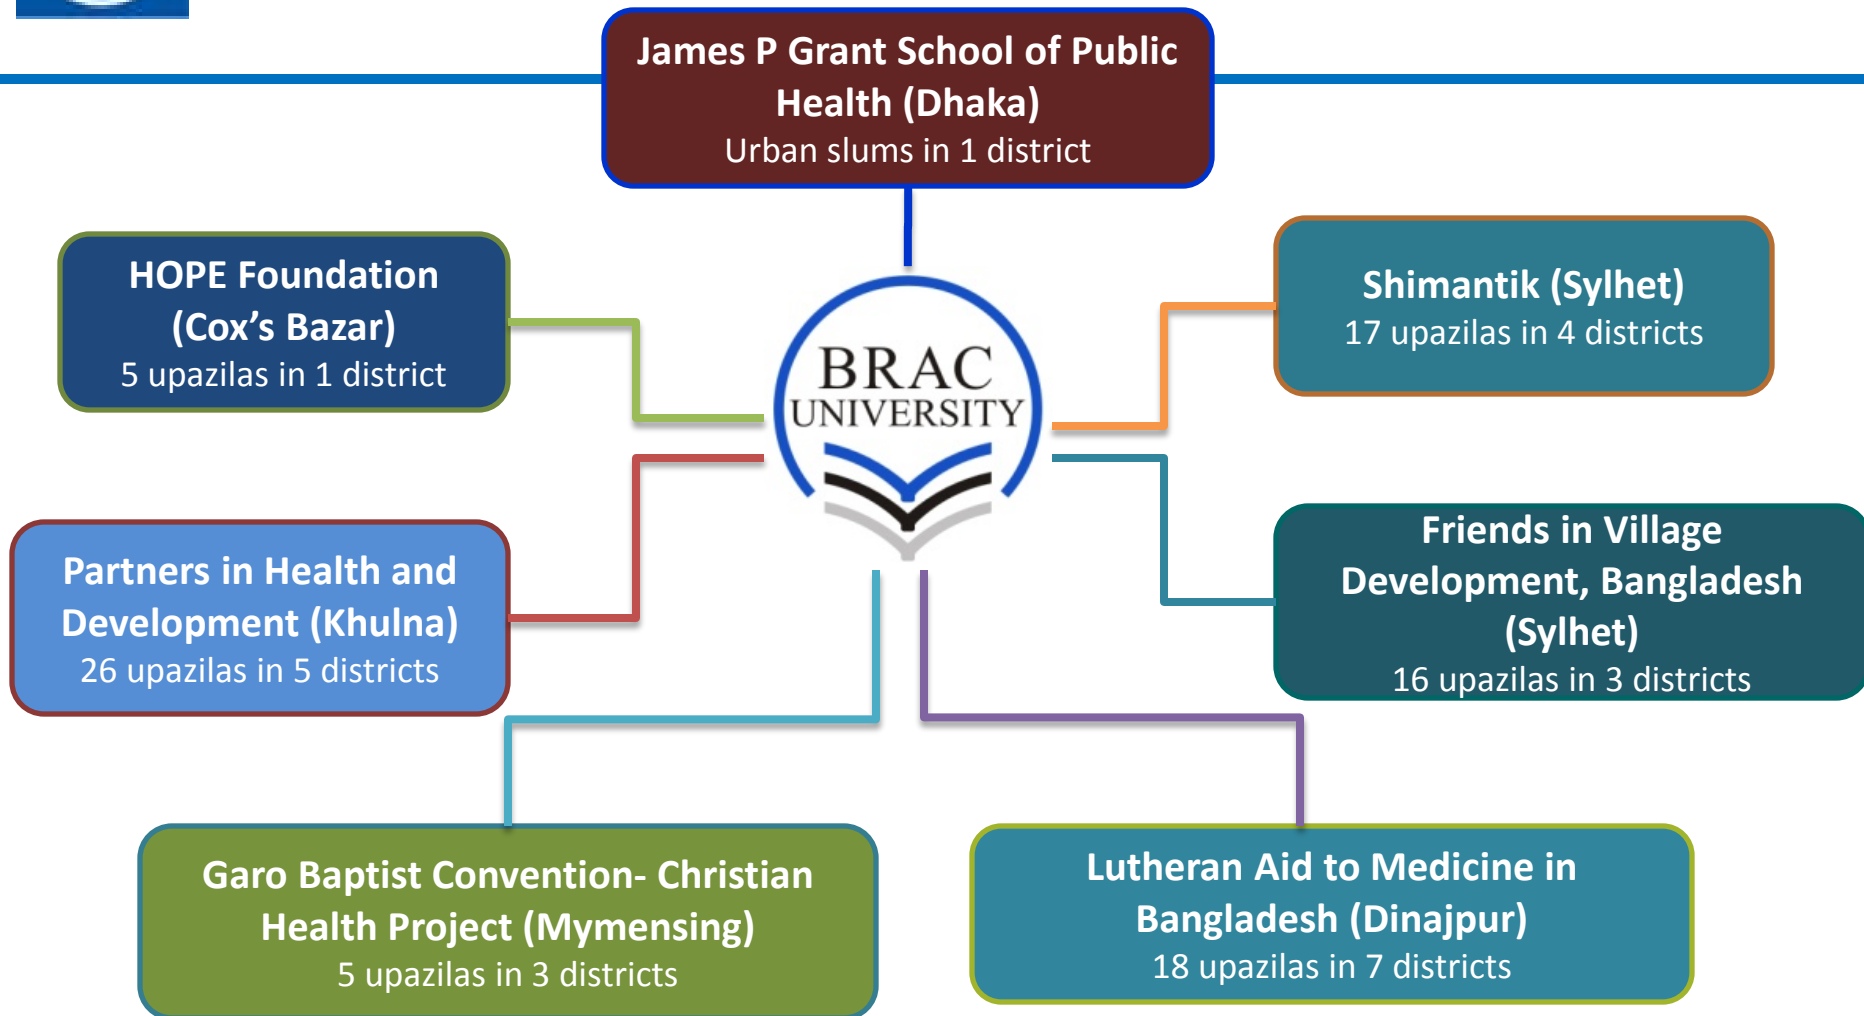 James P Grant School of Public
Health (Dhaka)
Urban slums in 1 district
HOPE Foundation
(Cox’s Bazar)
5 upazilas in 1 district
Shimantik (Sylhet)
17 upazilas in 4 districts
BRAC
UNIVERSITY
Partners in Health and
Development (Khulna)
26 upazilas in 5 districts
Friends in Village
Development, Bangladesh
(Sylhet)
16 upazilas in 3 districts
Garo Baptist Convention- Christian
Health Project (Mymensing)
5 upazilas in 3 districts
Lutheran Aid to Medicine in
Bangladesh (Dinajpur)
18 upazilas in 7 districts